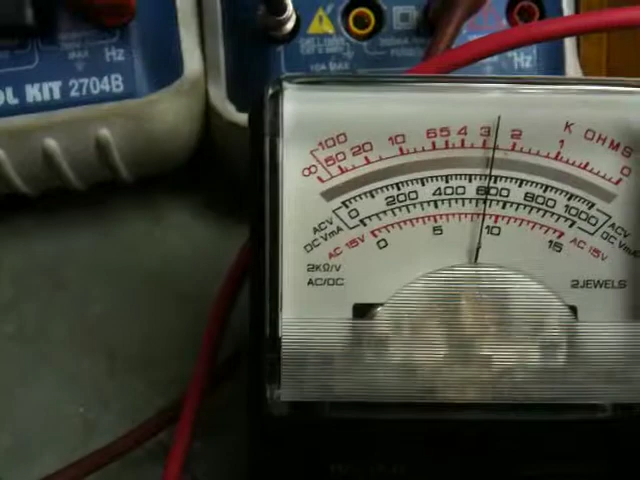 Hz
OL KIT 2704B
10A MAX
Hz
∞ 100 50 20 10 6 5 4 3 2 1 0 K OHMS
ACV 0 200 400 600 800 1000 ACV
DC VmA DC VmA
AC 15V 0 5 10 15 AC 15V
2KΩ/V
AC/DC
2JEWELS